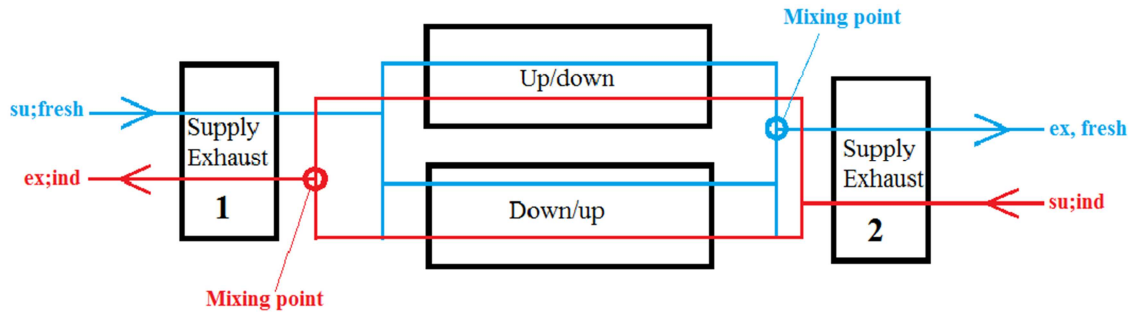 Mixing point
Up/down
su;fresh
Supply
Exhaust
1
ex;ind
ex, fresh
Supply
Exhaust
2
su;ind
Down/up
Mixing point